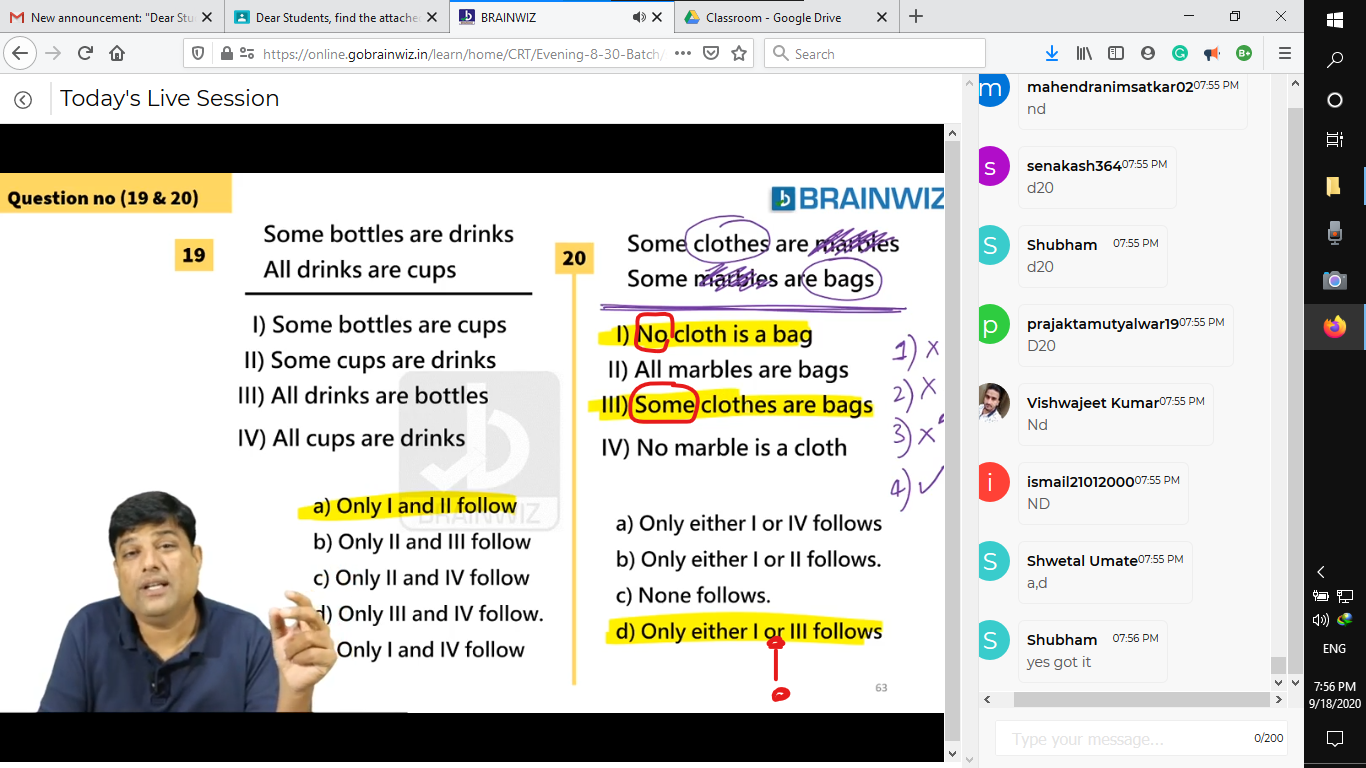 New announcement: "Dear Stu
Dear Students, find the attache
BRAINWIZ
Classroom - Google Drive
https://online.gobrainwiz.in/learn/home/CRT/Evening-8-30-Batch/
Search
Today's Live Session
Question no (19 & 20)
BRAINWIZ
19
Some bottles are drinks
All drinks are cups
I) Some bottles are cups
II) Some cups are drinks
III) All drinks are bottles
IV) All cups are drinks
a) Only I and II follow
b) Only II and III follow
c) Only II and IV follow
d) Only III and IV follow.
Only I and IV follow
BRAINWIZ
20
Some clothes are marbles
Some marbles are bags
I) No cloth is a bag
II) All marbles are bags
III) Some clothes are bags
IV) No marble is a cloth
1) x
2) x
3) x
4) ✓
a) Only either I or IV follows
b) Only either I or II follows.
c) None follows.
d) Only either I or III follows
63
m
mahendranimsatkar02 07:55 PM
nd
s
senakash364 07:55 PM
d20
S
Shubham 07:55 PM
d20
p
prajaktamutyalwar19 07:55 PM
D20
Vishwajeet Kumar 07:55 PM
Nd
i
ismail21012000 07:55 PM
ND
S
Shwetal Umate 07:55 PM
a,d
S
Shubham 07:56 PM
yes got it
Type your message...
0/200
ENG
7:56 PM
9/18/2020